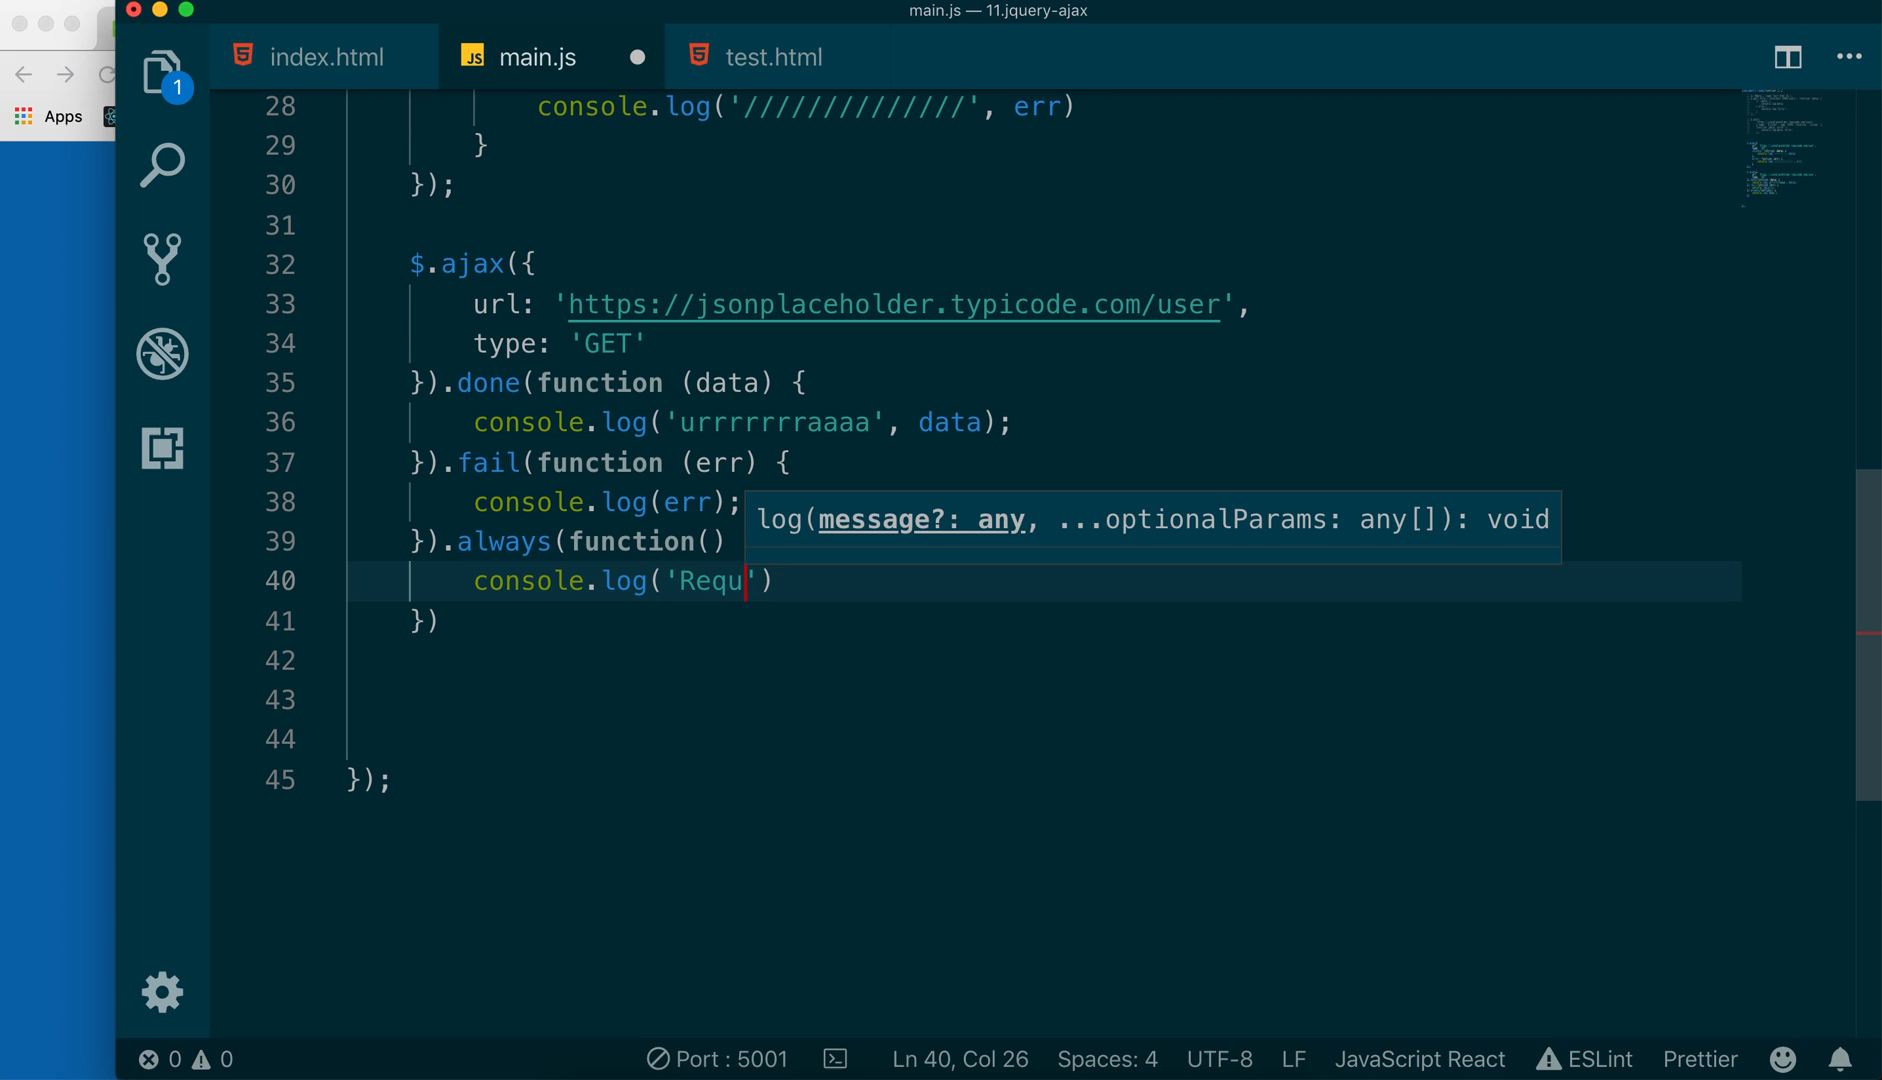 main.js — 11.jquery-ajax
index.html
JS main.js
test.html
1
Apps
28 console.log('//////////////', err)
29 }
30 });
31
32 $.ajax({
33 url: 'https://jsonplaceholder.typicode.com/user',
34 type: 'GET'
35 }).done(function (data) {
36 console.log('urrrrrrraaaa', data);
37 }).fail(function (err) {
38 console.log(err);
log(message?: any, ...optionalParams: any[]): void
39 }).always(function()
40 console.log('Requ')
41 })
42
43
44
45 });
0 0 Port : 5001 Ln 40, Col 26 Spaces: 4 UTF-8 LF JavaScript React ESLint Prettier